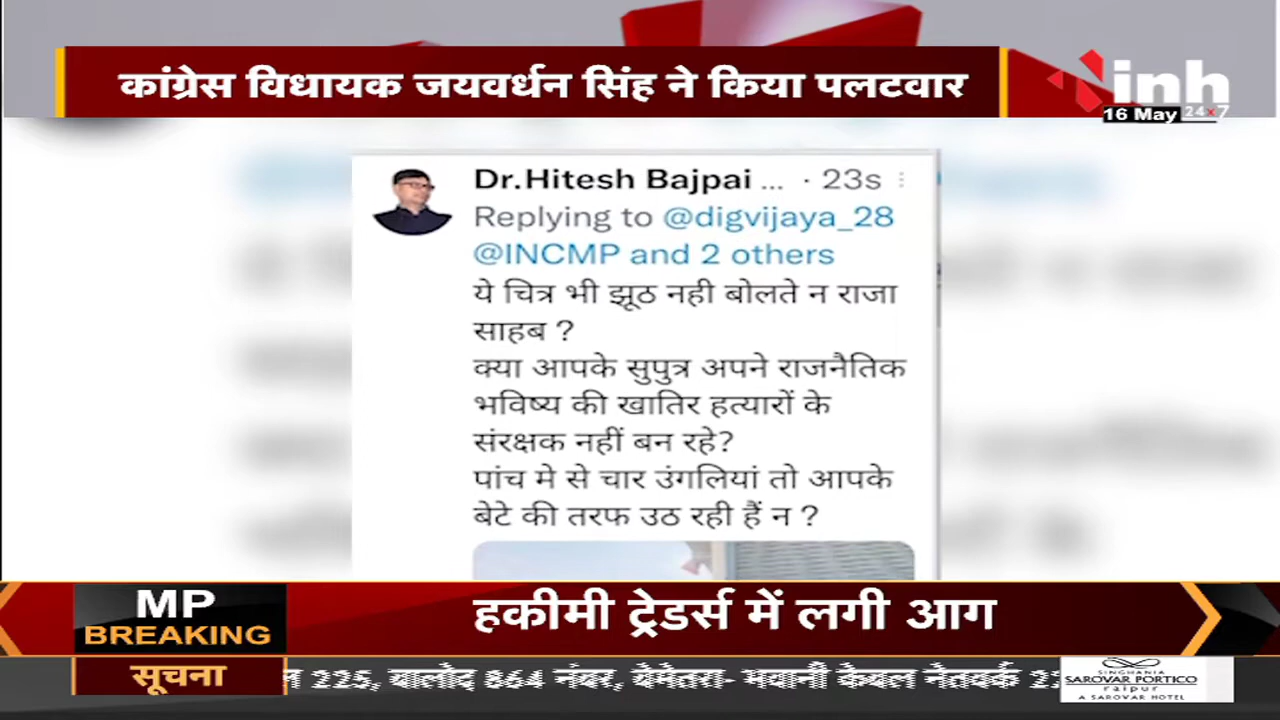 कांग्रेस विधायक जयवर्धन सिंह ने किया पलटवार
inh
24x7
16 May
Dr.Hitesh Bajpai ... · 23s
Replying to @digvijaya_28
@INCMP and 2 others
ये चित्र भी झूठ नही बोलते न राजा
साहब ?
क्या आपके सुपुत्र अपने राजनैतिक
भविष्य की खातिर हत्यारों के
संरक्षक नहीं बन रहे?
पांच मे से चार उंगलियां तो आपके
बेटे की तरफ उठ रही हैं न ?
MP
BREAKING
हकीमी ट्रेडर्स में लगी आग
सूचना
225, बालोद 864 नंबर, बेमेतरा- भवानी केबल नेतवर्क
SINGHANIA
SAROVAR PORTICO
raipur
A SAROVAR HOTEL